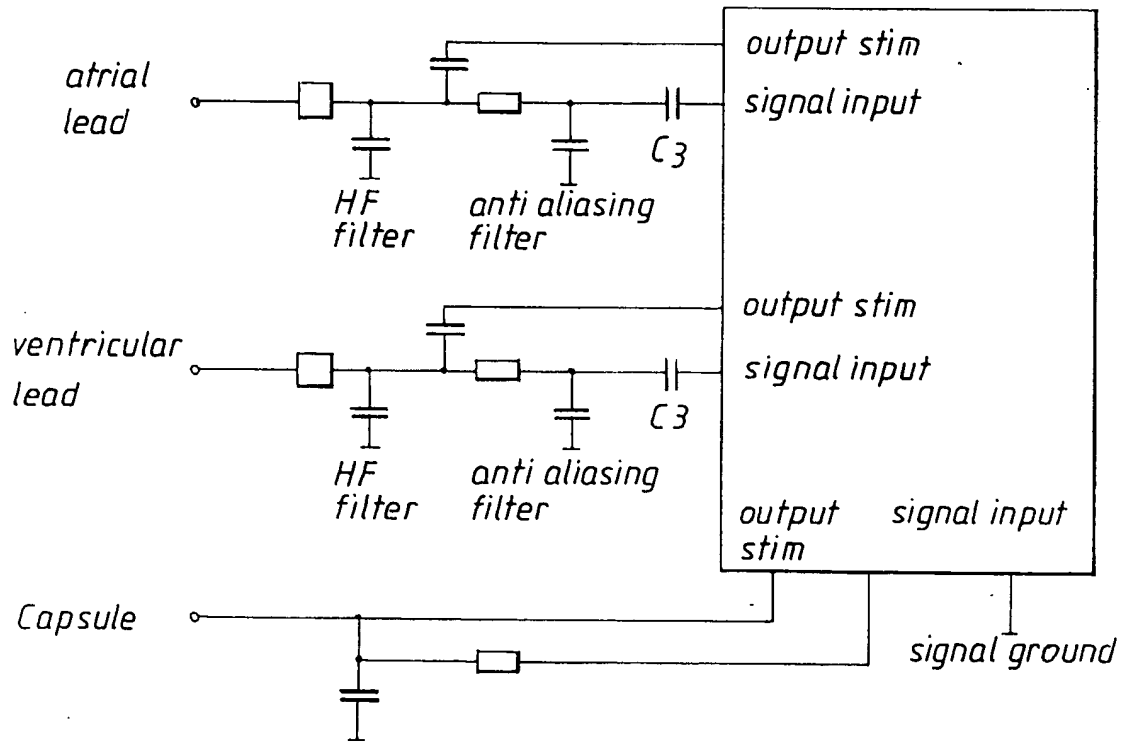 output stim
atrial
lead
signal input
C3
HF
filter
anti aliasing
filter
output stim
ventricular
lead
signal input
C3
HF
filter
anti aliasing
filter
output
stim
signal input
Capsule
signal ground